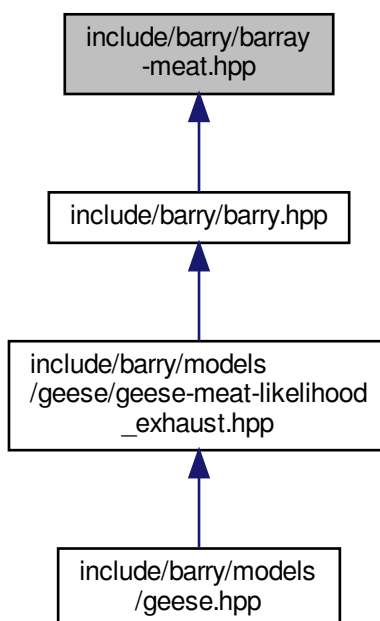 include/barry/barray
-meat.hpp
include/barry/barry.hpp
include/barry/models
/geese/geese-meat-likelihood
_exhaust.hpp
include/barry/models
/geese.hpp